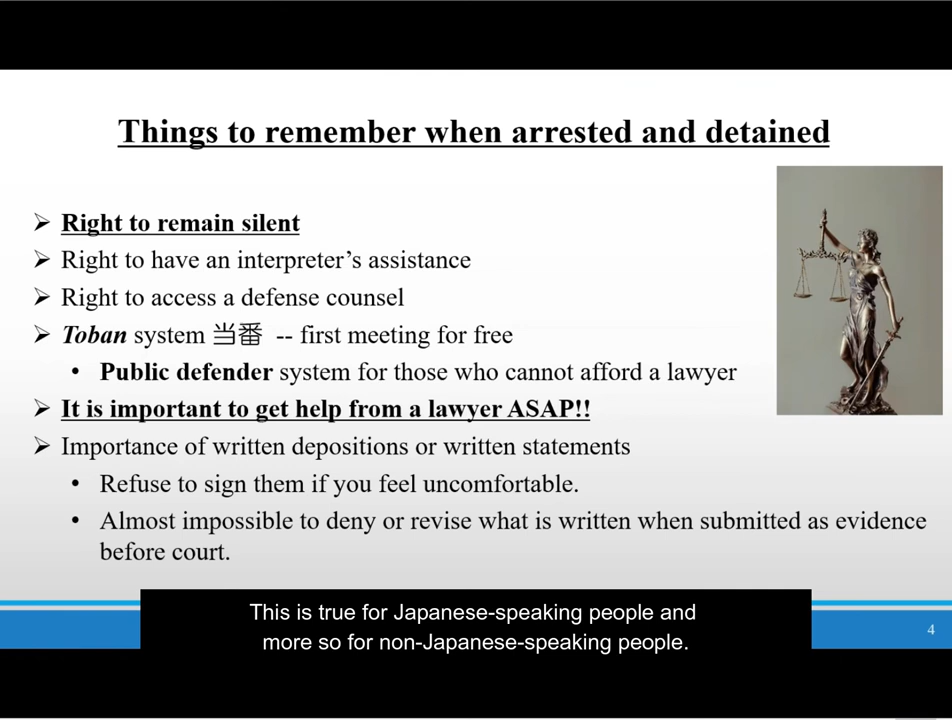 Things to remember when arrested and detained
➢ Right to remain silent
➢ Right to have an interpreter’s assistance
➢ Right to access a defense counsel
➢ Toban system 当番 -- first meeting for free
• Public defender system for those who cannot afford a lawyer
➢ It is important to get help from a lawyer ASAP!!
➢ Importance of written depositions or written statements
• Refuse to sign them if you feel uncomfortable.
• Almost impossible to deny or revise what is written when submitted as evidence
before court.
This is true for Japanese-speaking people and
more so for non-Japanese-speaking people.
4